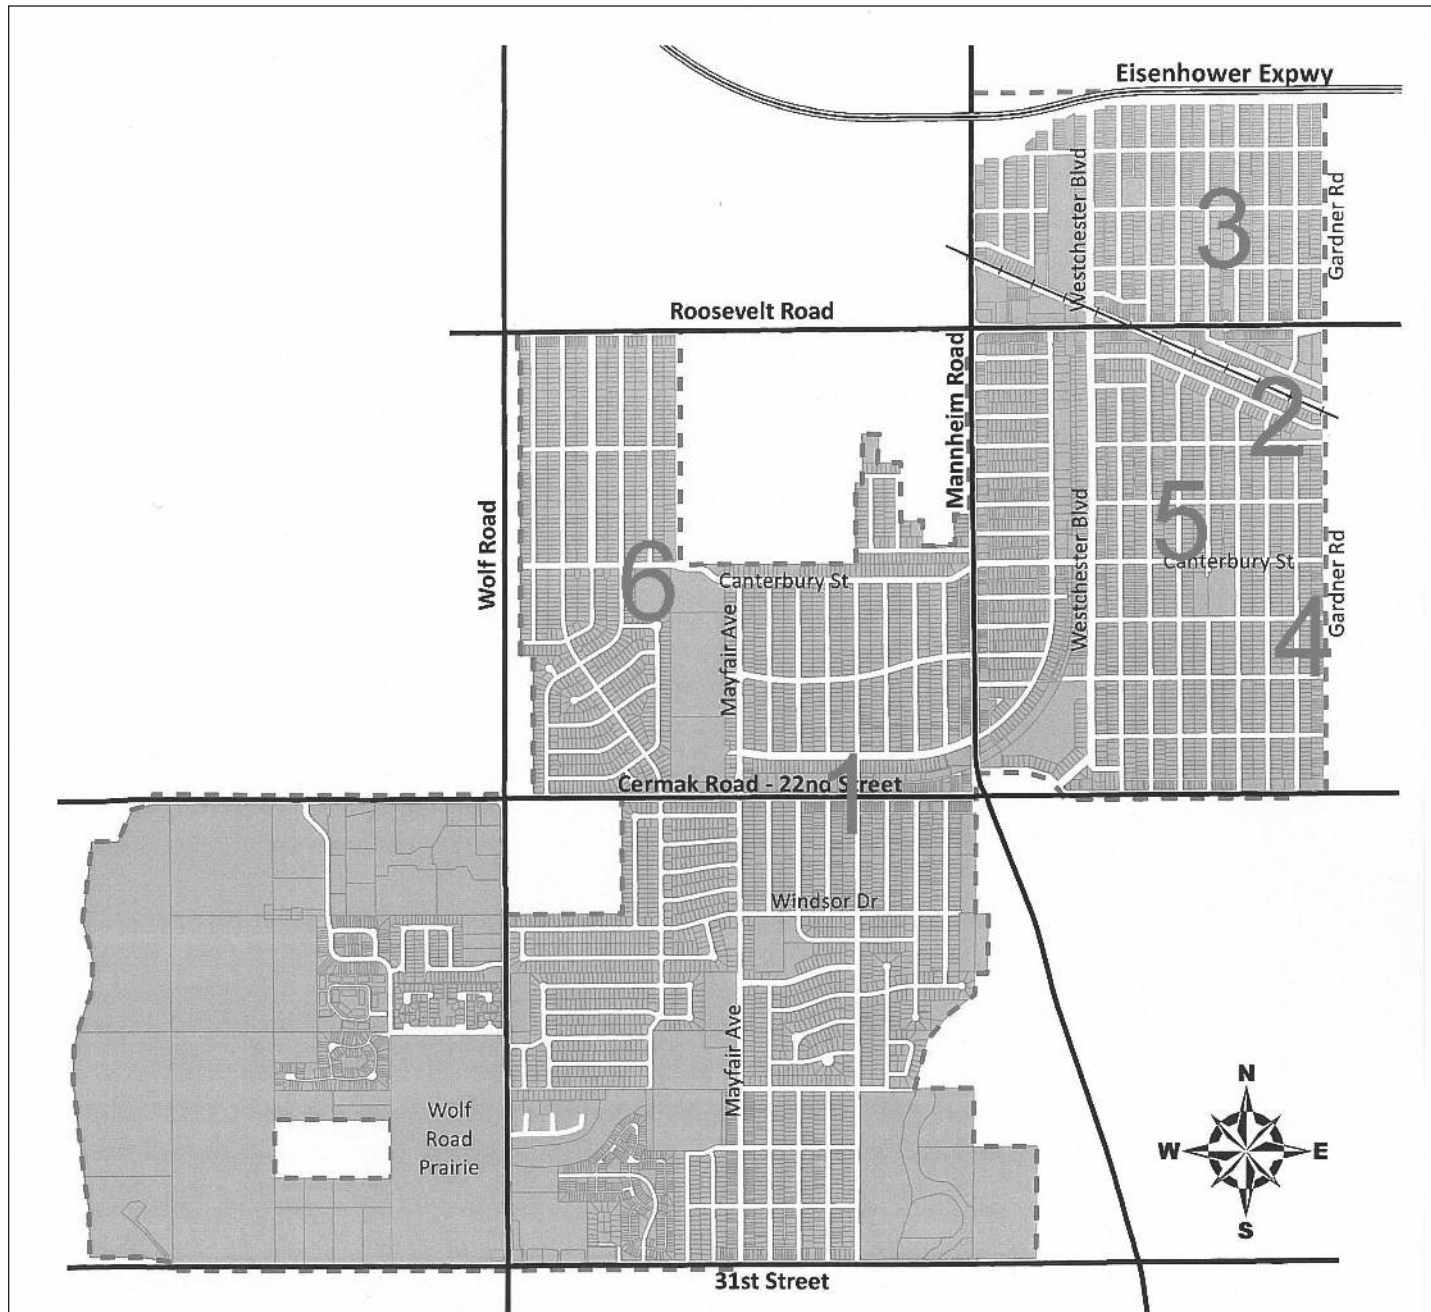 Eisenhower Expwy
Westchester Blvd
3
Gardner Rd
Roosevelt Road
Mannheim Road
2
Wolf Road
Westchester Blvd
5
Canterbury St
Gardner Rd
6
Canterbury St
4
Mayfair Ave
1
Cermak Road - 22nd Street
Windsor Dr
Mayfair Ave
Wolf
Road
Prairie
N
W
E
S
31st Street